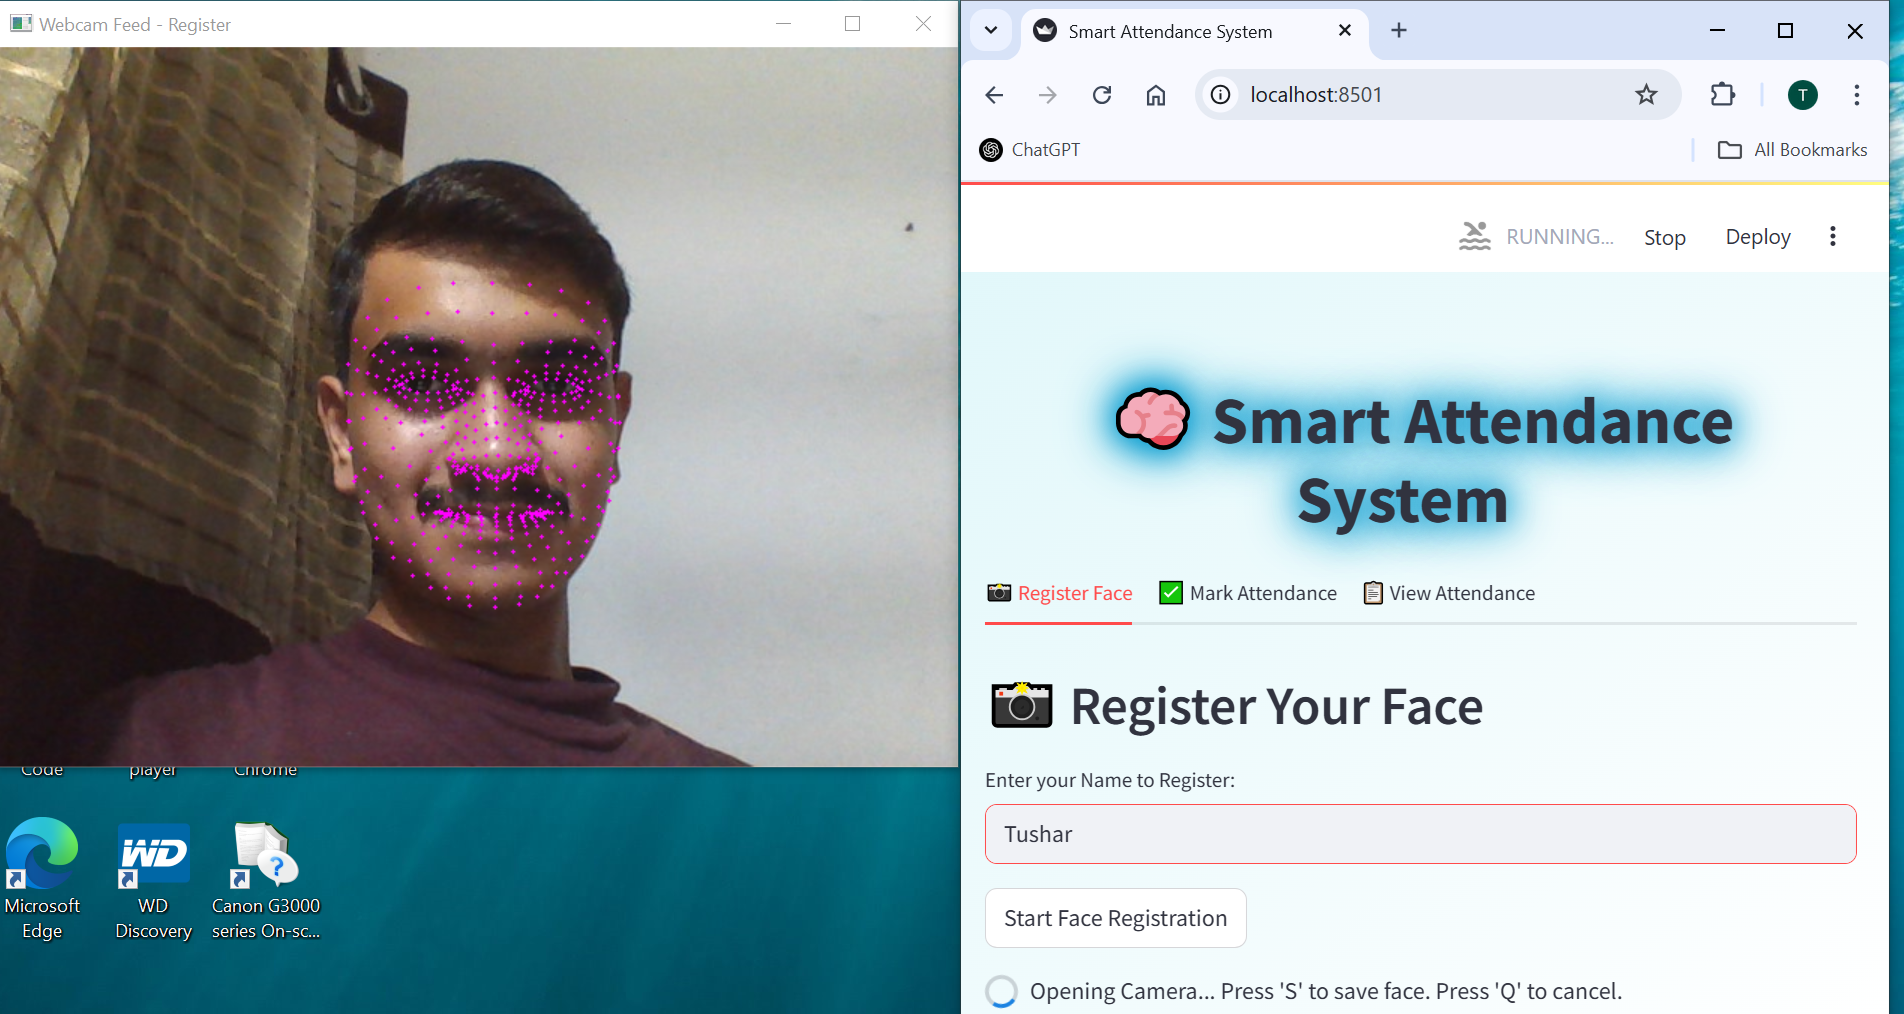 Webcam Feed - Register
Smart Attendance System
localhost:8501
T
ChatGPT
All Bookmarks
RUNNING...
Stop
Deploy
Smart Attendance
System
Register Face
Mark Attendance
View Attendance
Register Your Face
Enter your Name to Register:
Tushar
Start Face Registration
Opening Camera... Press 'S' to save face. Press 'Q' to cancel.
Code
player
Chrome
WD
Microsoft
Edge
WD
Discovery
Canon G3000
series On-sc...